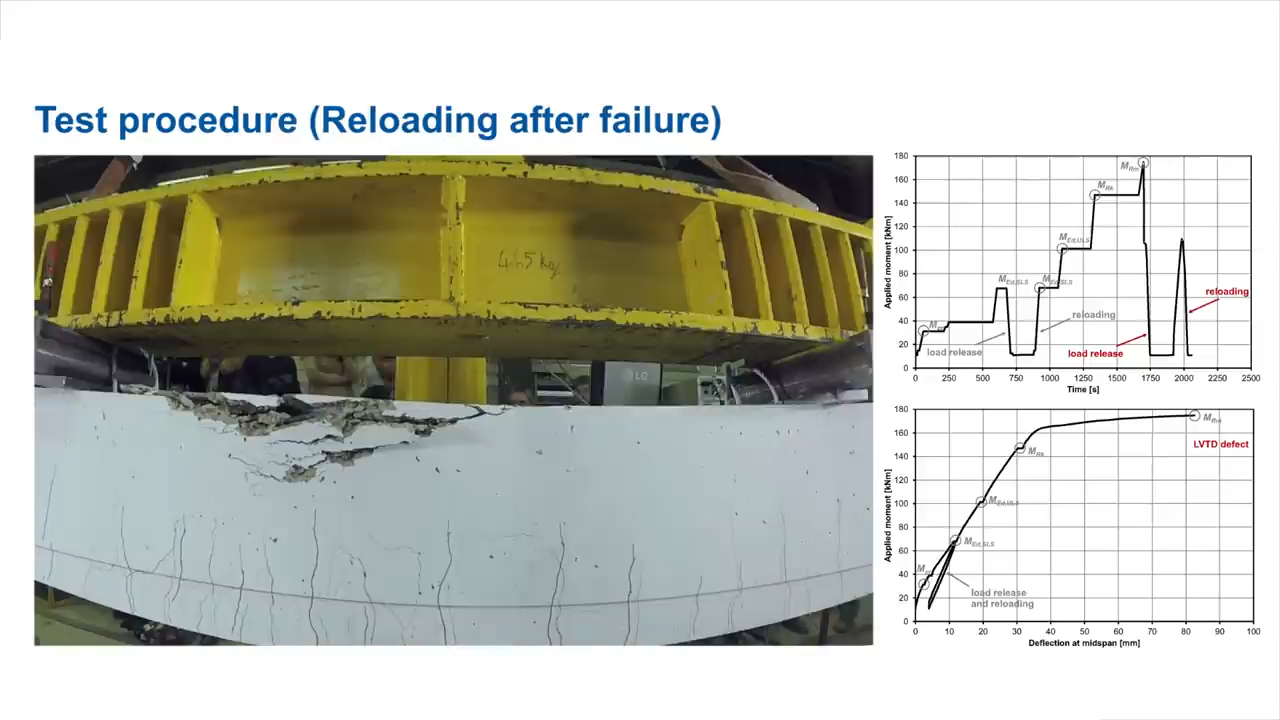 Test procedure (Reloading after failure)
LG
Applied moment [kNm]
180
160
140
120
100
80
60
40
20
0
M_Rm
M_Rk
M_Ed,ULS
M_Ed,SLS
M_Ed,SLS
reloading
reloading
load release
load release
0 250 500 750 1000 1250 1500 1750 2000 2250 2500
Time [s]
Applied moment [kNm]
180
160
140
120
100
80
60
40
20
0
M_Rm
LVTD defect
M_Rk
M_Ed,ULS
M_Ed,SLS
load release
and reloading
0 10 20 30 40 50 60 70 80 90 100
Deflection at midspan [mm]